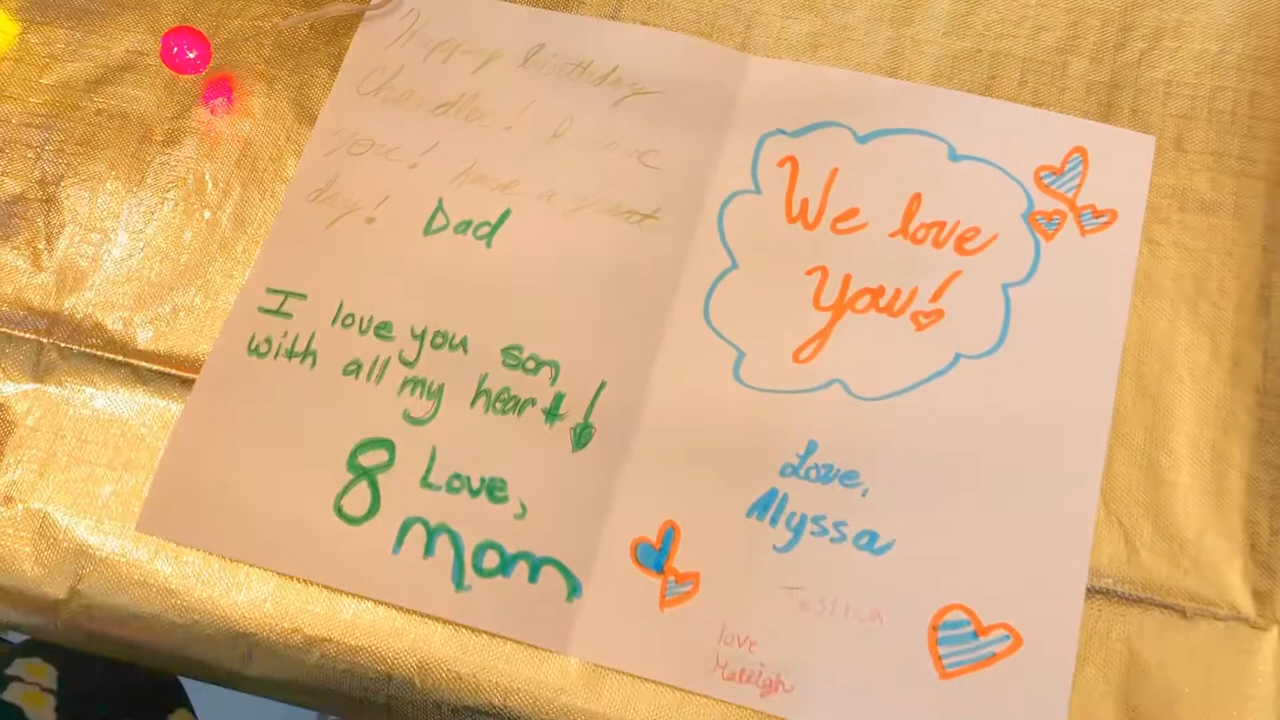 Happy birthday
Chandler! I love
you! have a great
day!
Dad
I love you son
with all my heart!
8 Love,
Mom
We love
You!
Love,
Alyssa
Jessica
love